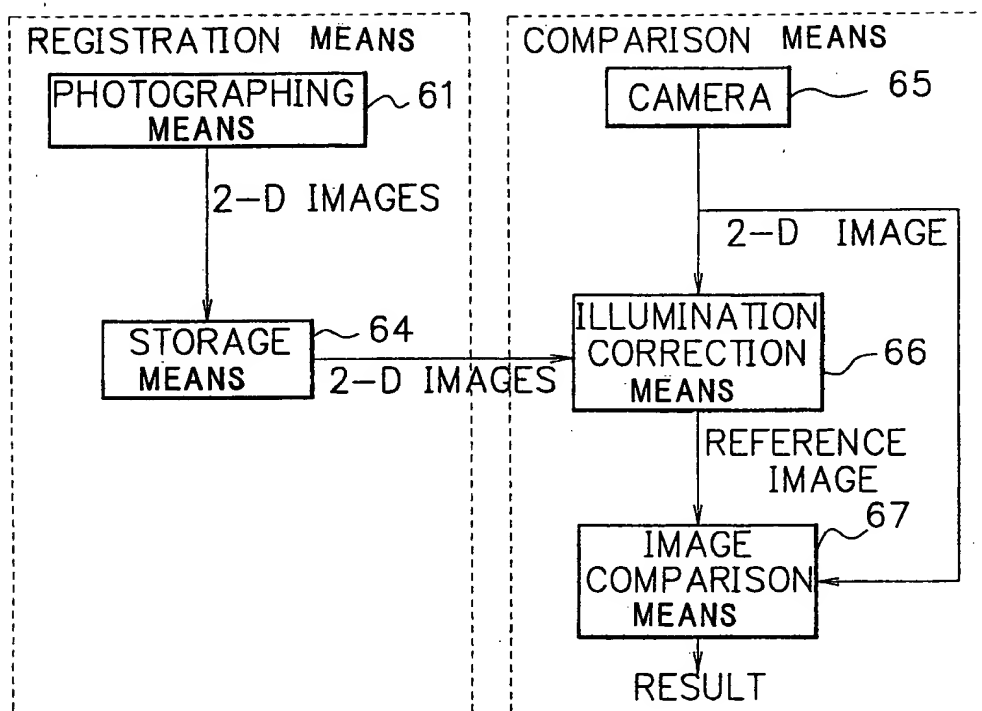 REGISTRATION MEANS
PHOTOGRAPHING
MEANS
61
2-D IMAGES
STORAGE
MEANS
64
2-D IMAGES
COMPARISON MEANS
CAMERA
65
2-D IMAGE
ILLUMINATION
CORRECTION
MEANS
66
REFERENCE
IMAGE
IMAGE
COMPARISON
MEANS
67
RESULT